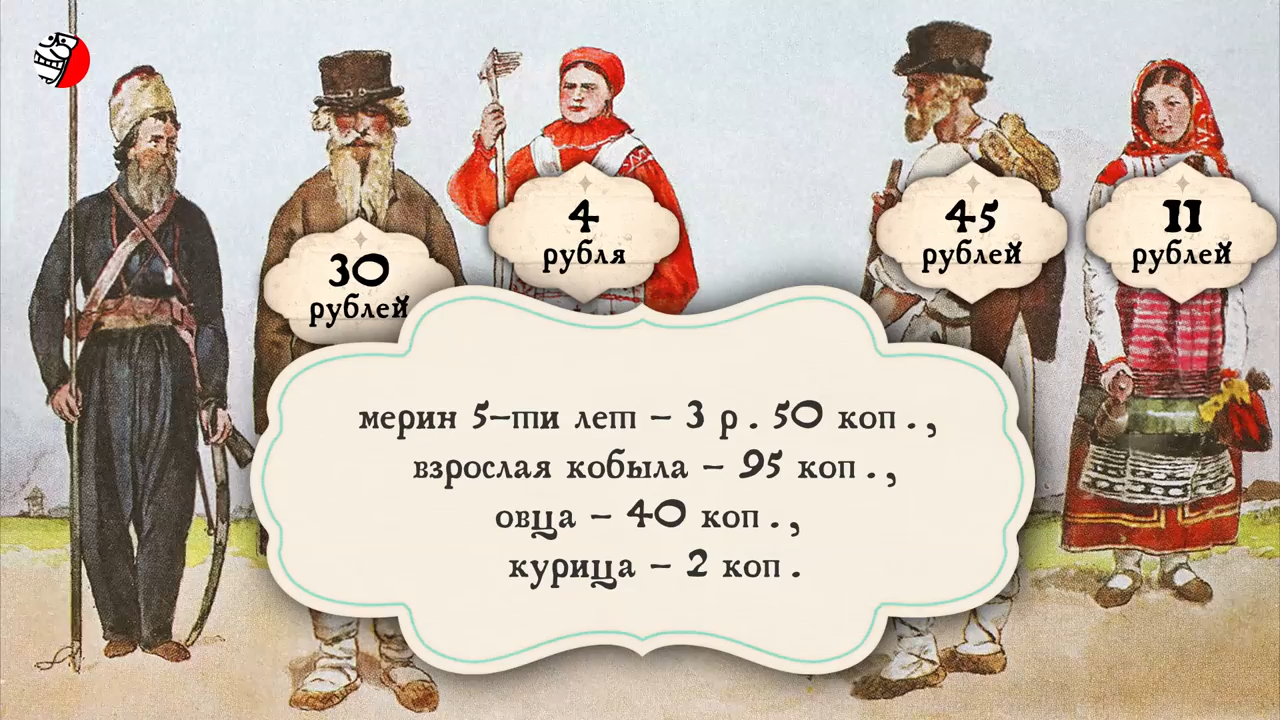 30
рублей
4
рубля
45
рублей
11
рублей
мерин 5-ти лет – 3 р. 50 коп.,
взрослая кобыла – 95 коп.,
овца – 40 коп.,
курица – 2 коп.